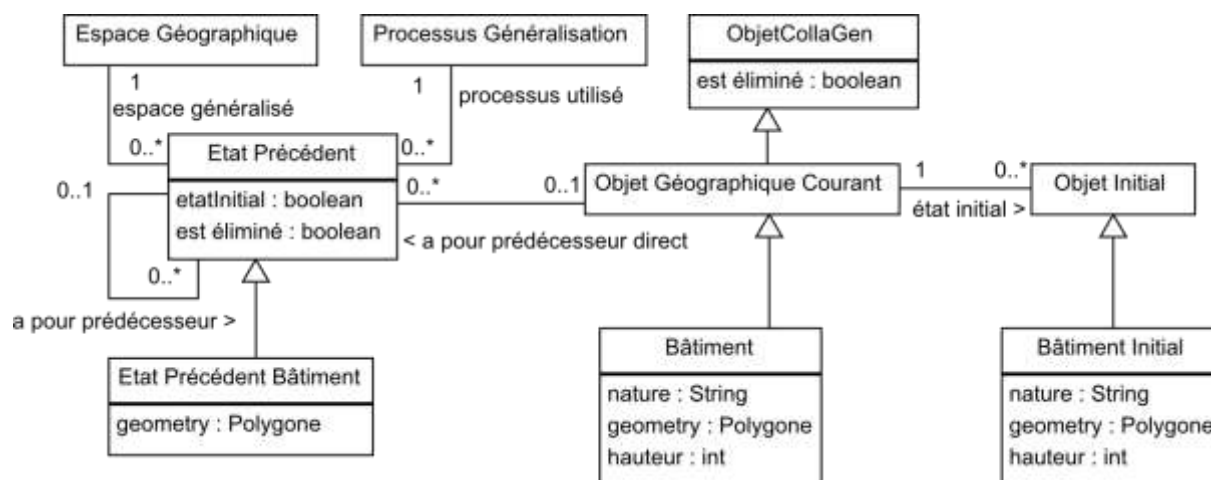 Espace Géographique
Processus Généralisation
ObjetCollaGen
est éliminé : boolean
1
espace généralisé
0..*
1
processus utilisé
0..*
Etat Précédent
etatInitial : boolean
est éliminé : boolean
0..1
0..*
a pour prédécesseur >
0..*
0..1
< a pour prédécesseur direct
Objet Géographique Courant
1
0..*
état initial >
Objet Initial
Etat Précédent Bâtiment
geometry : Polygone
Bâtiment
nature : String
geometry : Polygone
hauteur : int
Bâtiment Initial
nature : String
geometry : Polygone
hauteur : int